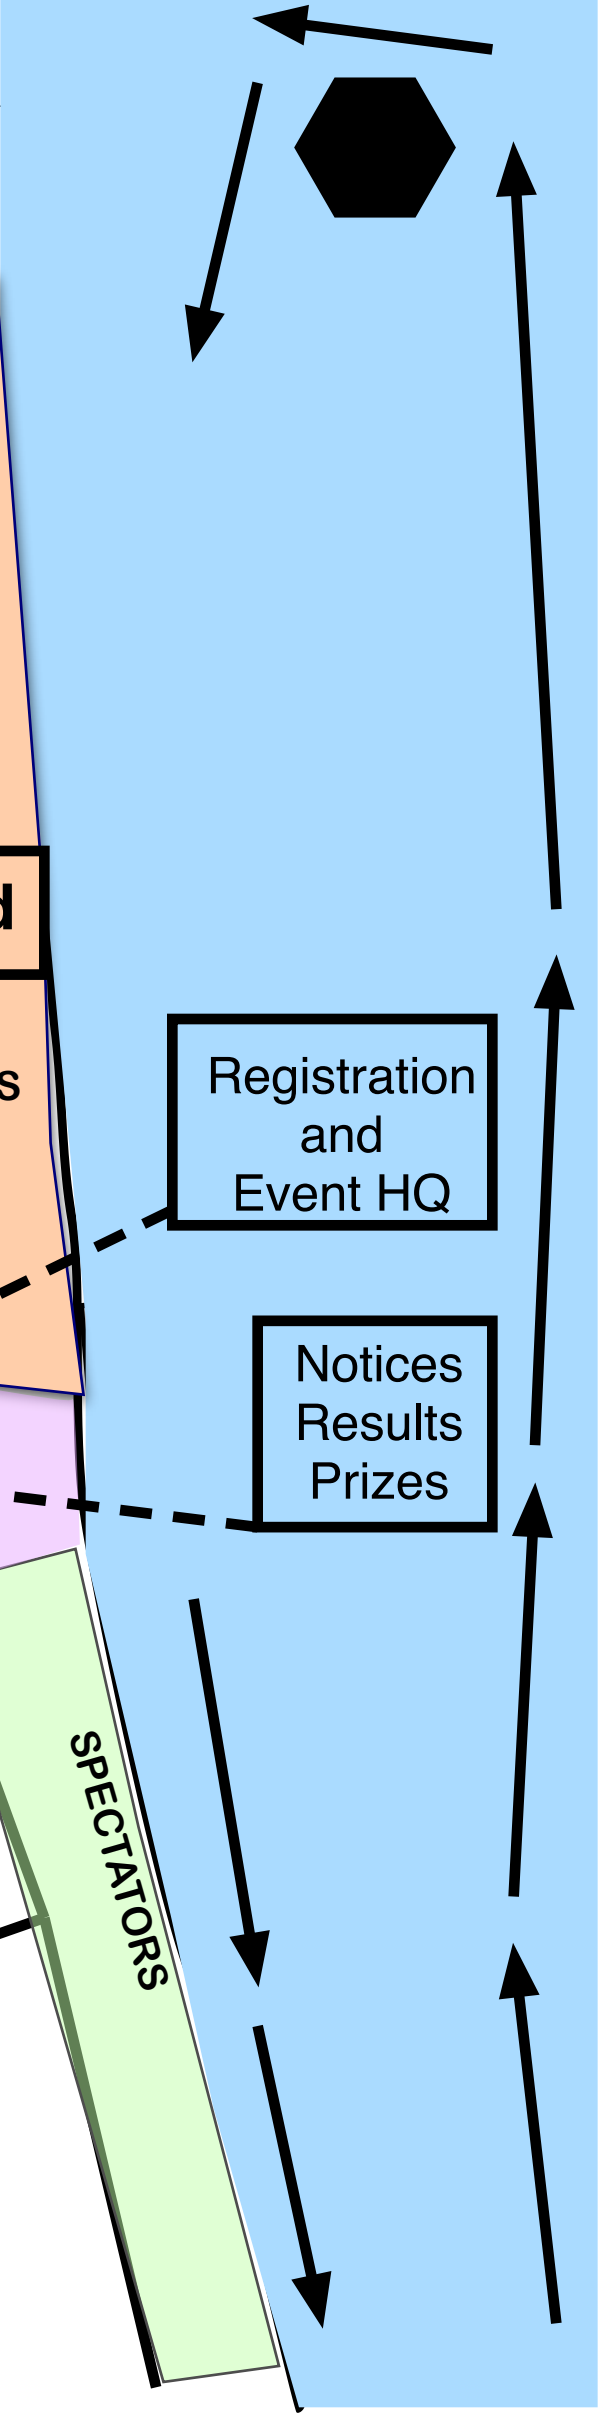 d
s
Registration
and
Event HQ
Notices
Results
Prizes
SPECTATORS